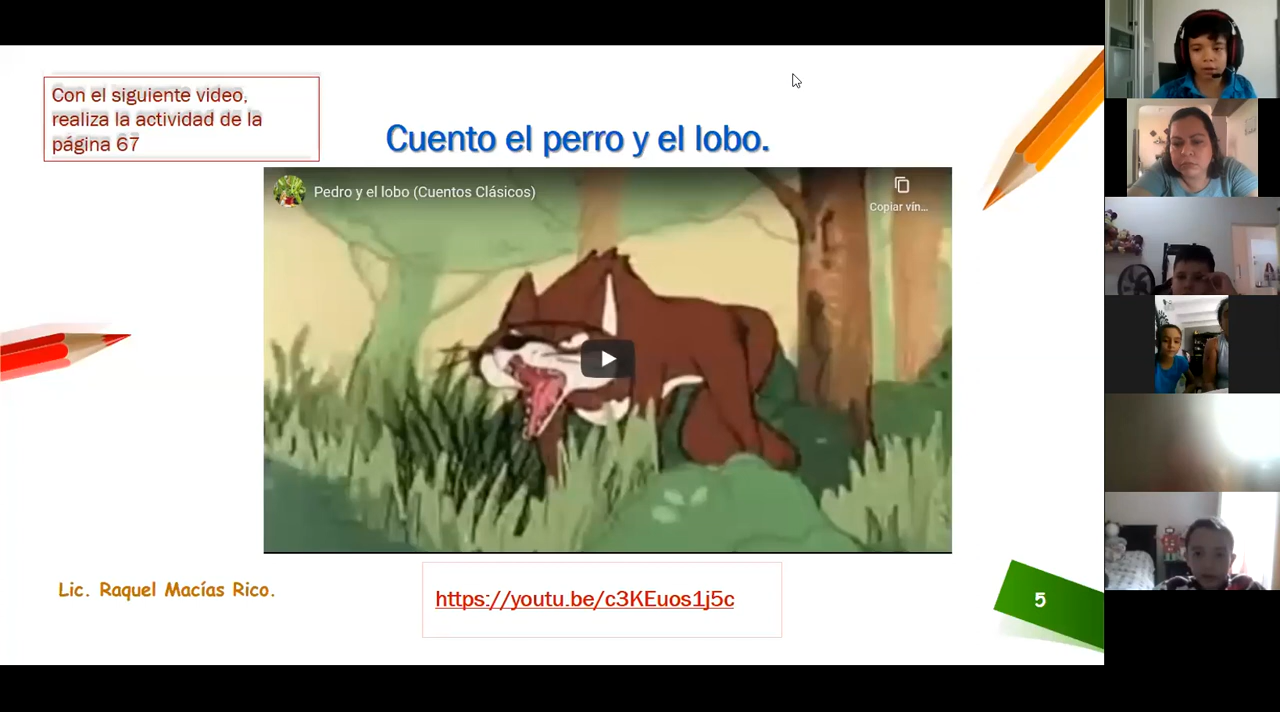 Con el siguiente video,
realiza la actividad de la
página 67
Cuento el perro y el lobo.
Pedro y el lobo (Cuentos Clásicos)
Copiar vín...
Lic. Raquel Macías Rico.
https://youtu.be/c3KEuos1j5c
5